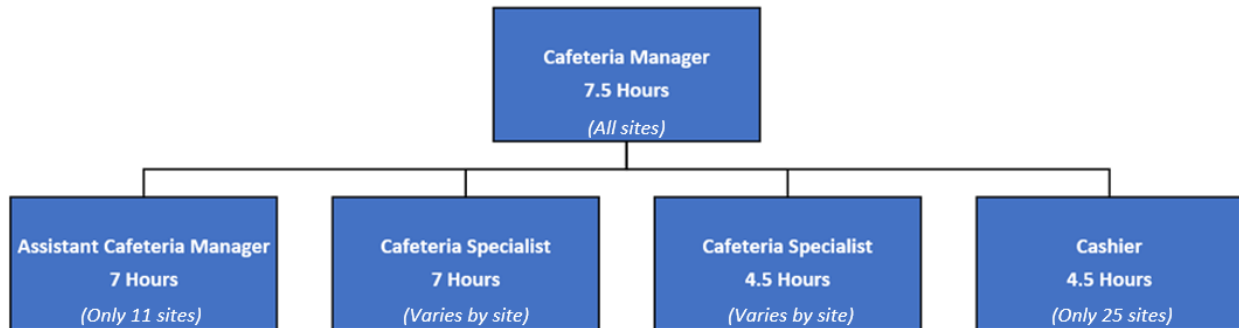 Cafeteria Manager
7.5 Hours
(All sites)
Assistant Cafeteria Manager
7 Hours
(Only 11 sites)
Cafeteria Specialist
7 Hours
(Varies by site)
Cafeteria Specialist
4.5 Hours
(Varies by site)
Cashier
4.5 Hours
(Only 25 sites)